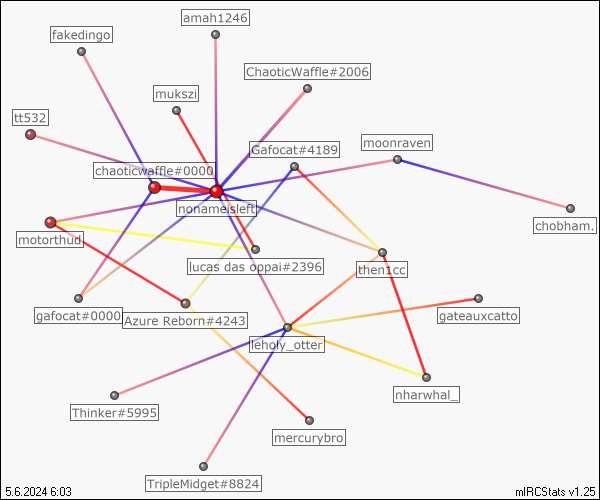 amah1246
fakedingo
ChaoticWaffle#2006
mukszi
tt532
Gafocat#4189
moonraven
chaoticwaffle#0000
nonameisleft
chobham.
motorthud
lucas das oppai#2396
then1cc
gafocat#0000
Azure Reborn#4243
gateauxcatto
leholy_otter
nharwhal_
Thinker#5995
mercurybro
TripleMidget#8824
5.6.2024 6:03
mIRCStats v1.25